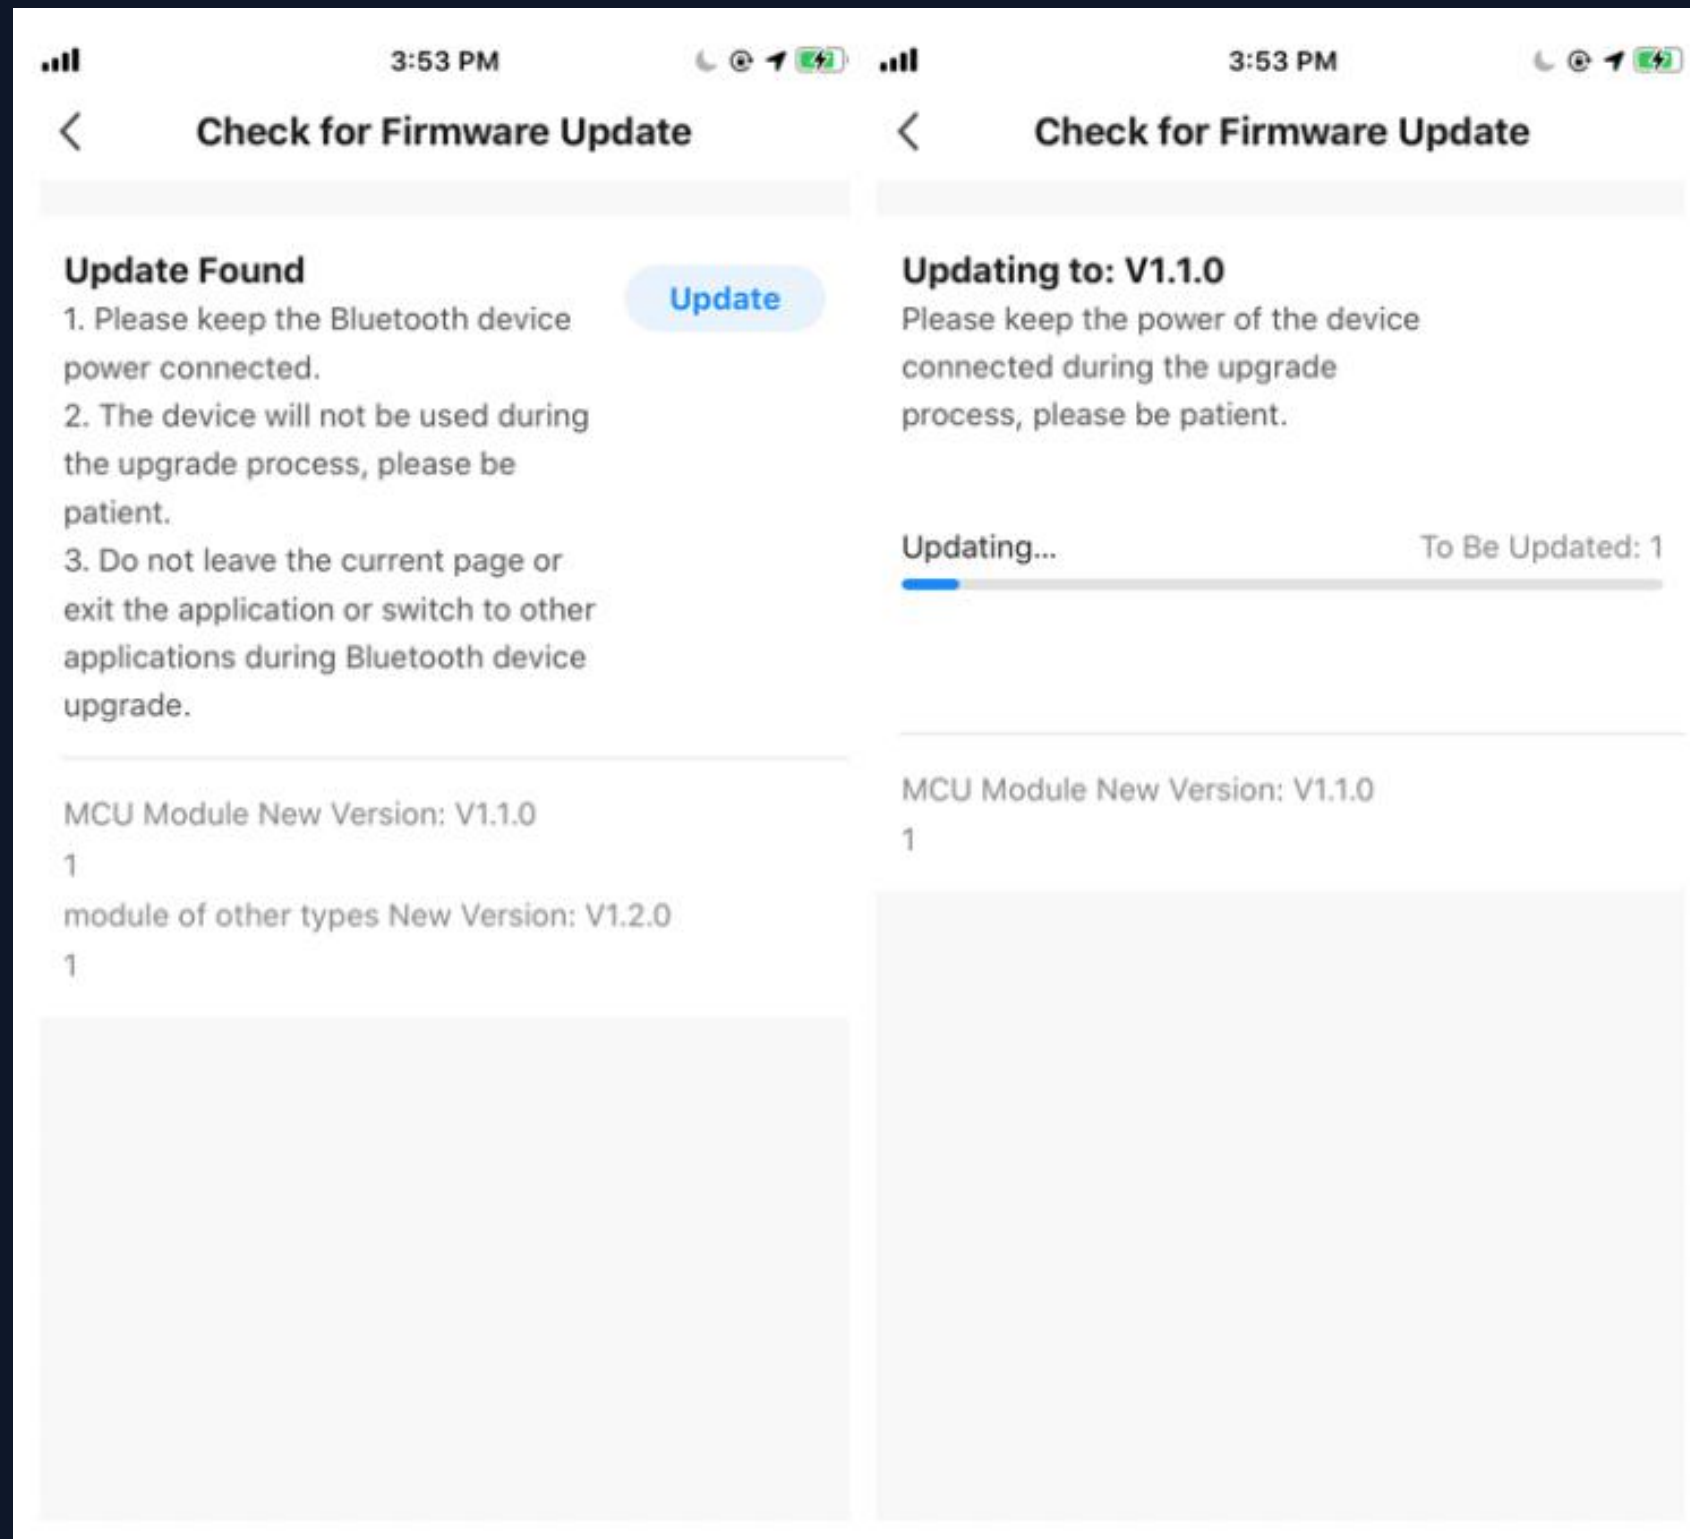 3:53 PM
Check for Firmware Update
Update Found
Update
1. Please keep the Bluetooth device
power connected.
2. The device will not be used during
the upgrade process, please be
patient.
3. Do not leave the current page or
exit the application or switch to other
applications during Bluetooth device
upgrade.
MCU Module New Version: V1.1.0
1
module of other types New Version: V1.2.0
1
3:53 PM
Check for Firmware Update
Updating to: V1.1.0
Please keep the power of the device
connected during the upgrade
process, please be patient.
Updating... To Be Updated: 1
MCU Module New Version: V1.1.0
1